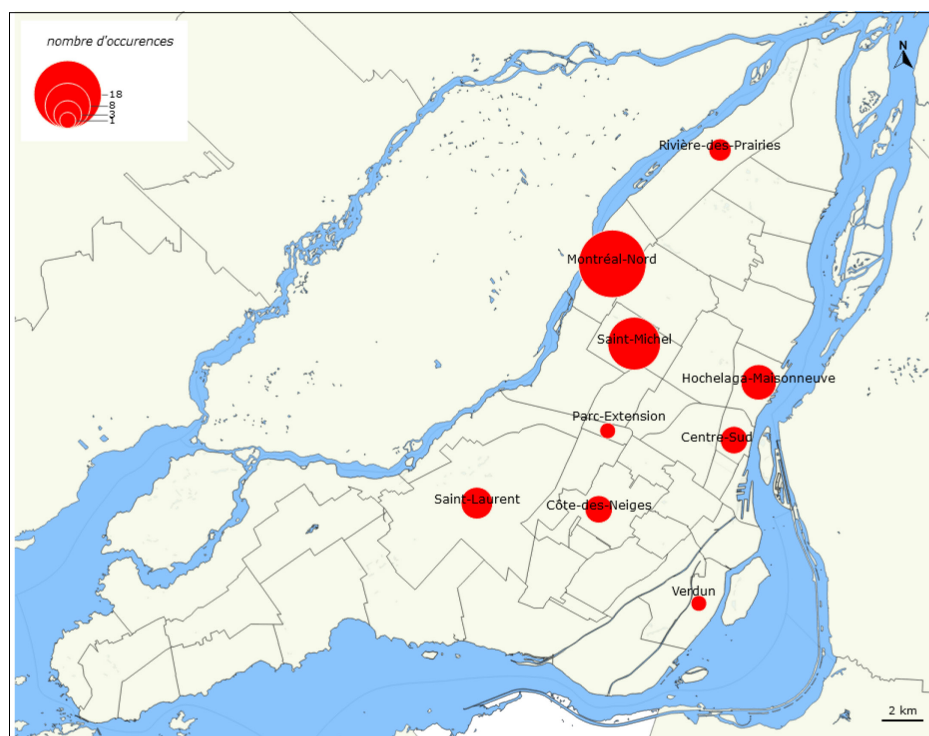 nombre d'occurences
18
8
3
1
N
Rivière-des-Prairies
Montréal-Nord
Saint-Michel
Hochelaga-Maisonneuve
Parc-Extension
Centre-Sud
Saint-Laurent
Côte-des-Neiges
Verdun
2 km